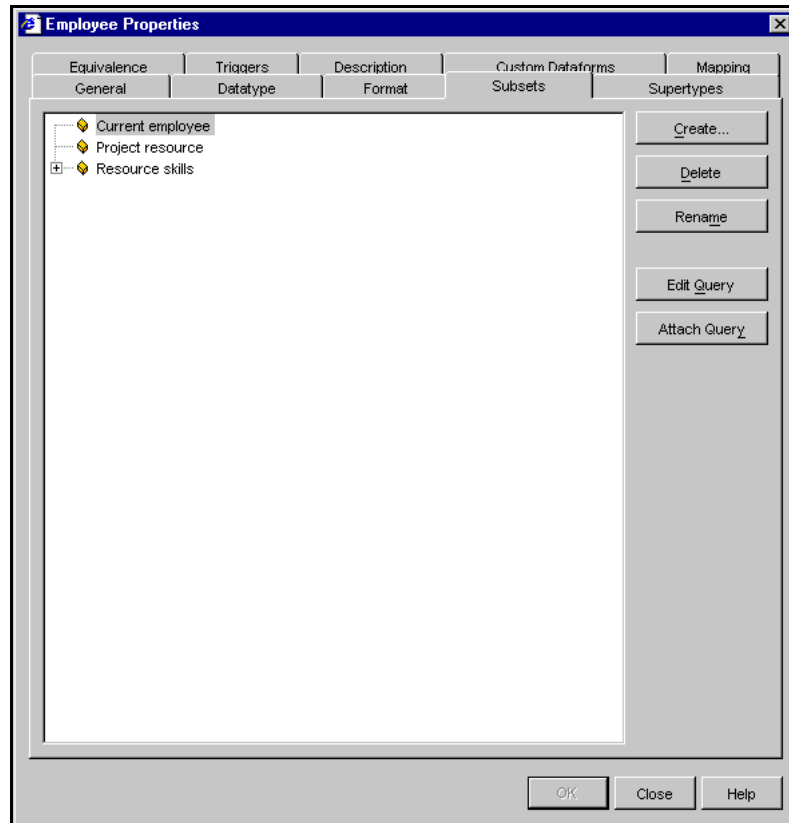 Employee Properties
Equivalence Triggers Description Custom Dataforms Mapping
General Datatype Format Subsets Supertypes
Current employee Create...
Project resource
Resource skills
Delete
Rename
Edit Query
Attach Query
OK Close Help